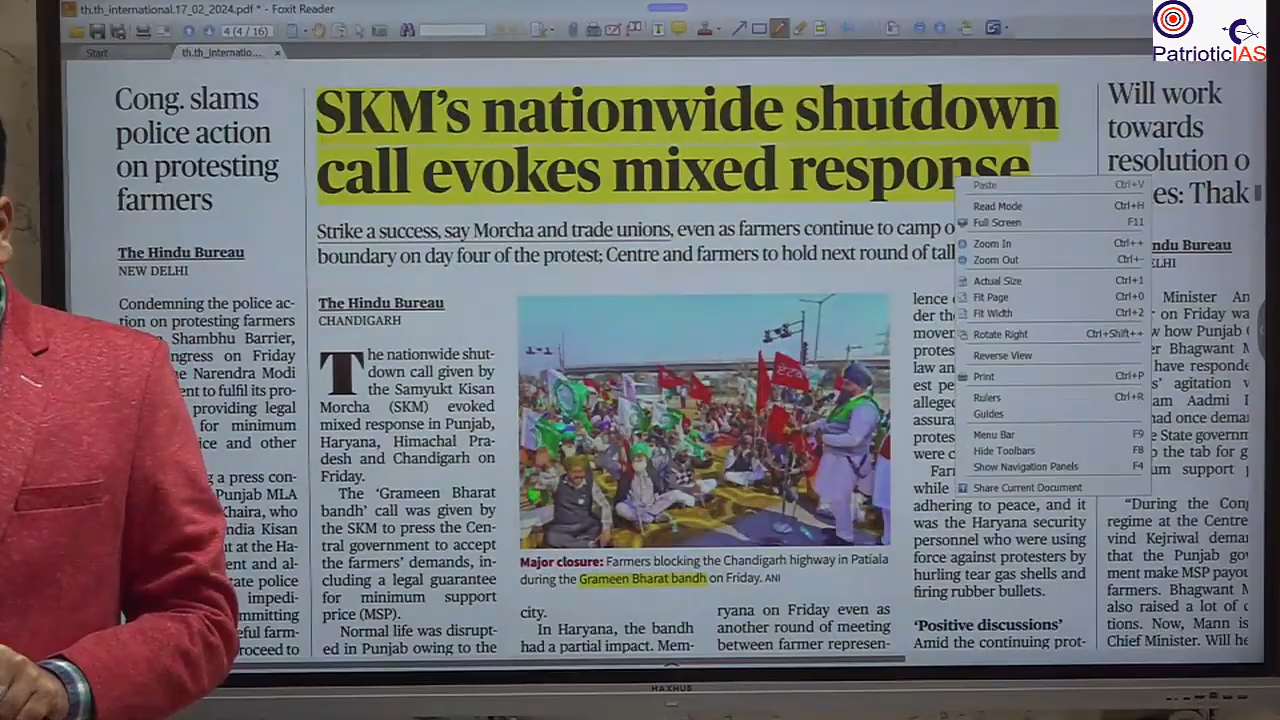 th.th_international.17_02_2024.pdf * - Foxit Reader
4 (4 / 16)
Start
th.th_internatio...
PatrioticIAS
Cong. slams
police action
on protesting
farmers
The Hindu Bureau
NEW DELHI
Condemning the police ac-
tion on protesting farmers
Shambhu Barrier,
ngress on Friday
e Narendra Modi
ent to fulfil its pro-
providing legal
for minimum
ice and other
g a press con-
Punjab MLA
Khaira, who
ndia Kisan
ut at the Ha-
ent and al-
tate police
impedi-
mmitting
eful farm-
roceed to
SKM’s nationwide shutdown
call evokes mixed response
Strike a success, say Morcha and trade unions, even as farmers continue to camp o
boundary on day four of the protest; Centre and farmers to hold next round of tal
The Hindu Bureau
CHANDIGARH
The nationwide shut-
down call given by
the Samyukt Kisan
Morcha (SKM) evoked
mixed response in Punjab,
Haryana, Himachal Pra-
desh and Chandigarh on
Friday.
The ‘Grameen Bharat
bandh’ call was given by
the SKM to press the Cen-
tral government to accept
the farmers’ demands, in-
cluding a legal guarantee
for minimum support
price (MSP).
Normal life was disrupt-
ed in Punjab owing to the
Major closure: Farmers blocking the Chandigarh highway in Patiala
during the Grameen Bharat bandh on Friday. ANI
city.
In Haryana, the bandh
had a partial impact. Mem-
ryana on Friday even as
another round of meeting
between farmer represen-
lence
der the
movem
protes
law an
est pe
allege
assura
protes
were c
Far
while
adhering to peace, and it
was the Haryana security
personnel who were using
force against protesters by
hurling tear gas shells and
firing rubber bullets.
‘Positive discussions’
Amid the continuing prot-
Paste Ctrl+V
Read Mode Ctrl+H
Full Screen F11
Zoom In Ctrl++
Zoom Out Ctrl+-
Actual Size Ctrl+1
Fit Page Ctrl+0
Fit Width Ctrl+2
Rotate Right Ctrl+Shift++
Reverse View
Print Ctrl+P
Rulers Ctrl+R
Guides
Menu Bar F9
Hide Toolbars F8
Show Navigation Panels F4
Share Current Document
Will work
towards
resolution o
es: Thak
ndu Bureau
ELHI
Minister An
on Friday wa
w how Punjab
er Bhagwant M
have responde
s’ agitation
am Aadmi
had once dema
e State governm
p the tab for g
um support
“During the Cong
regime at the Centre
vind Kejriwal demar
that the Punjab gov
ment make MSP payou
farmers. Bhagwant M
also raised a lot of
tions. Now, Mann is
Chief Minister. Will he
MAXHUB